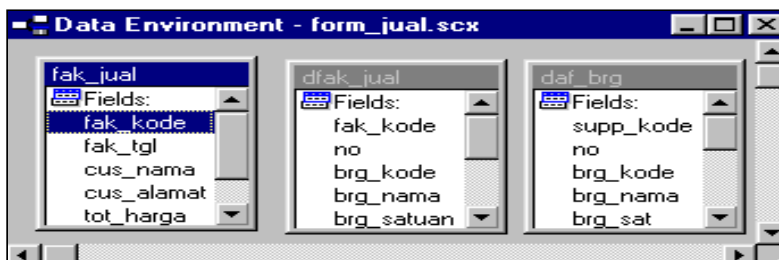 Data Environment - form_jual.scx
fak_jual
Fields:
fak_kode
fak_tgl
cus_nama
cus_alamat
tot_harga
dfak_jual
Fields:
fak_kode
no
brg_kode
brg_nama
brg_satuan
daf_brg
Fields:
supp_kode
no
brg_kode
brg_nama
brg_sat